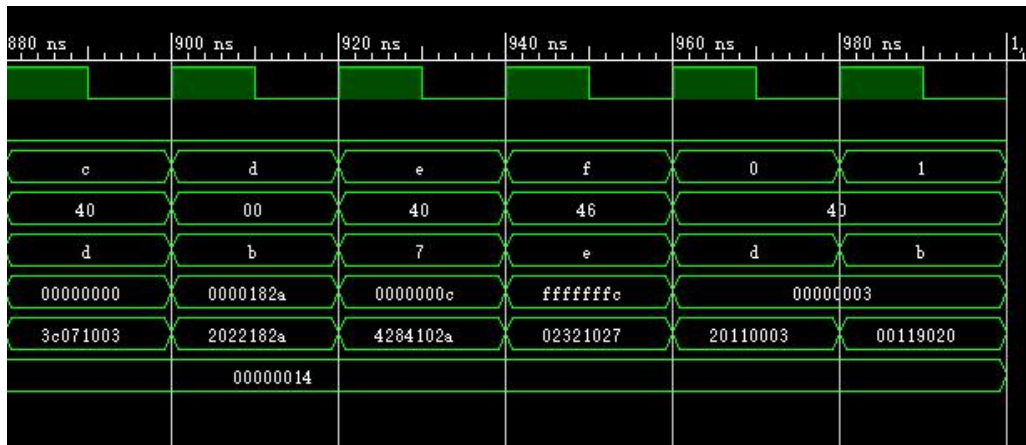 880 ns 900 ns 920 ns 940 ns 960 ns 980 ns 1,
c d e f 0 1
40 00 40 46 40
d b 7 e d b
00000000 0000182a 0000000c fffffffc 00000003
3c071003 2022182a 4284102a 02321027 20110003 00119020
00000014